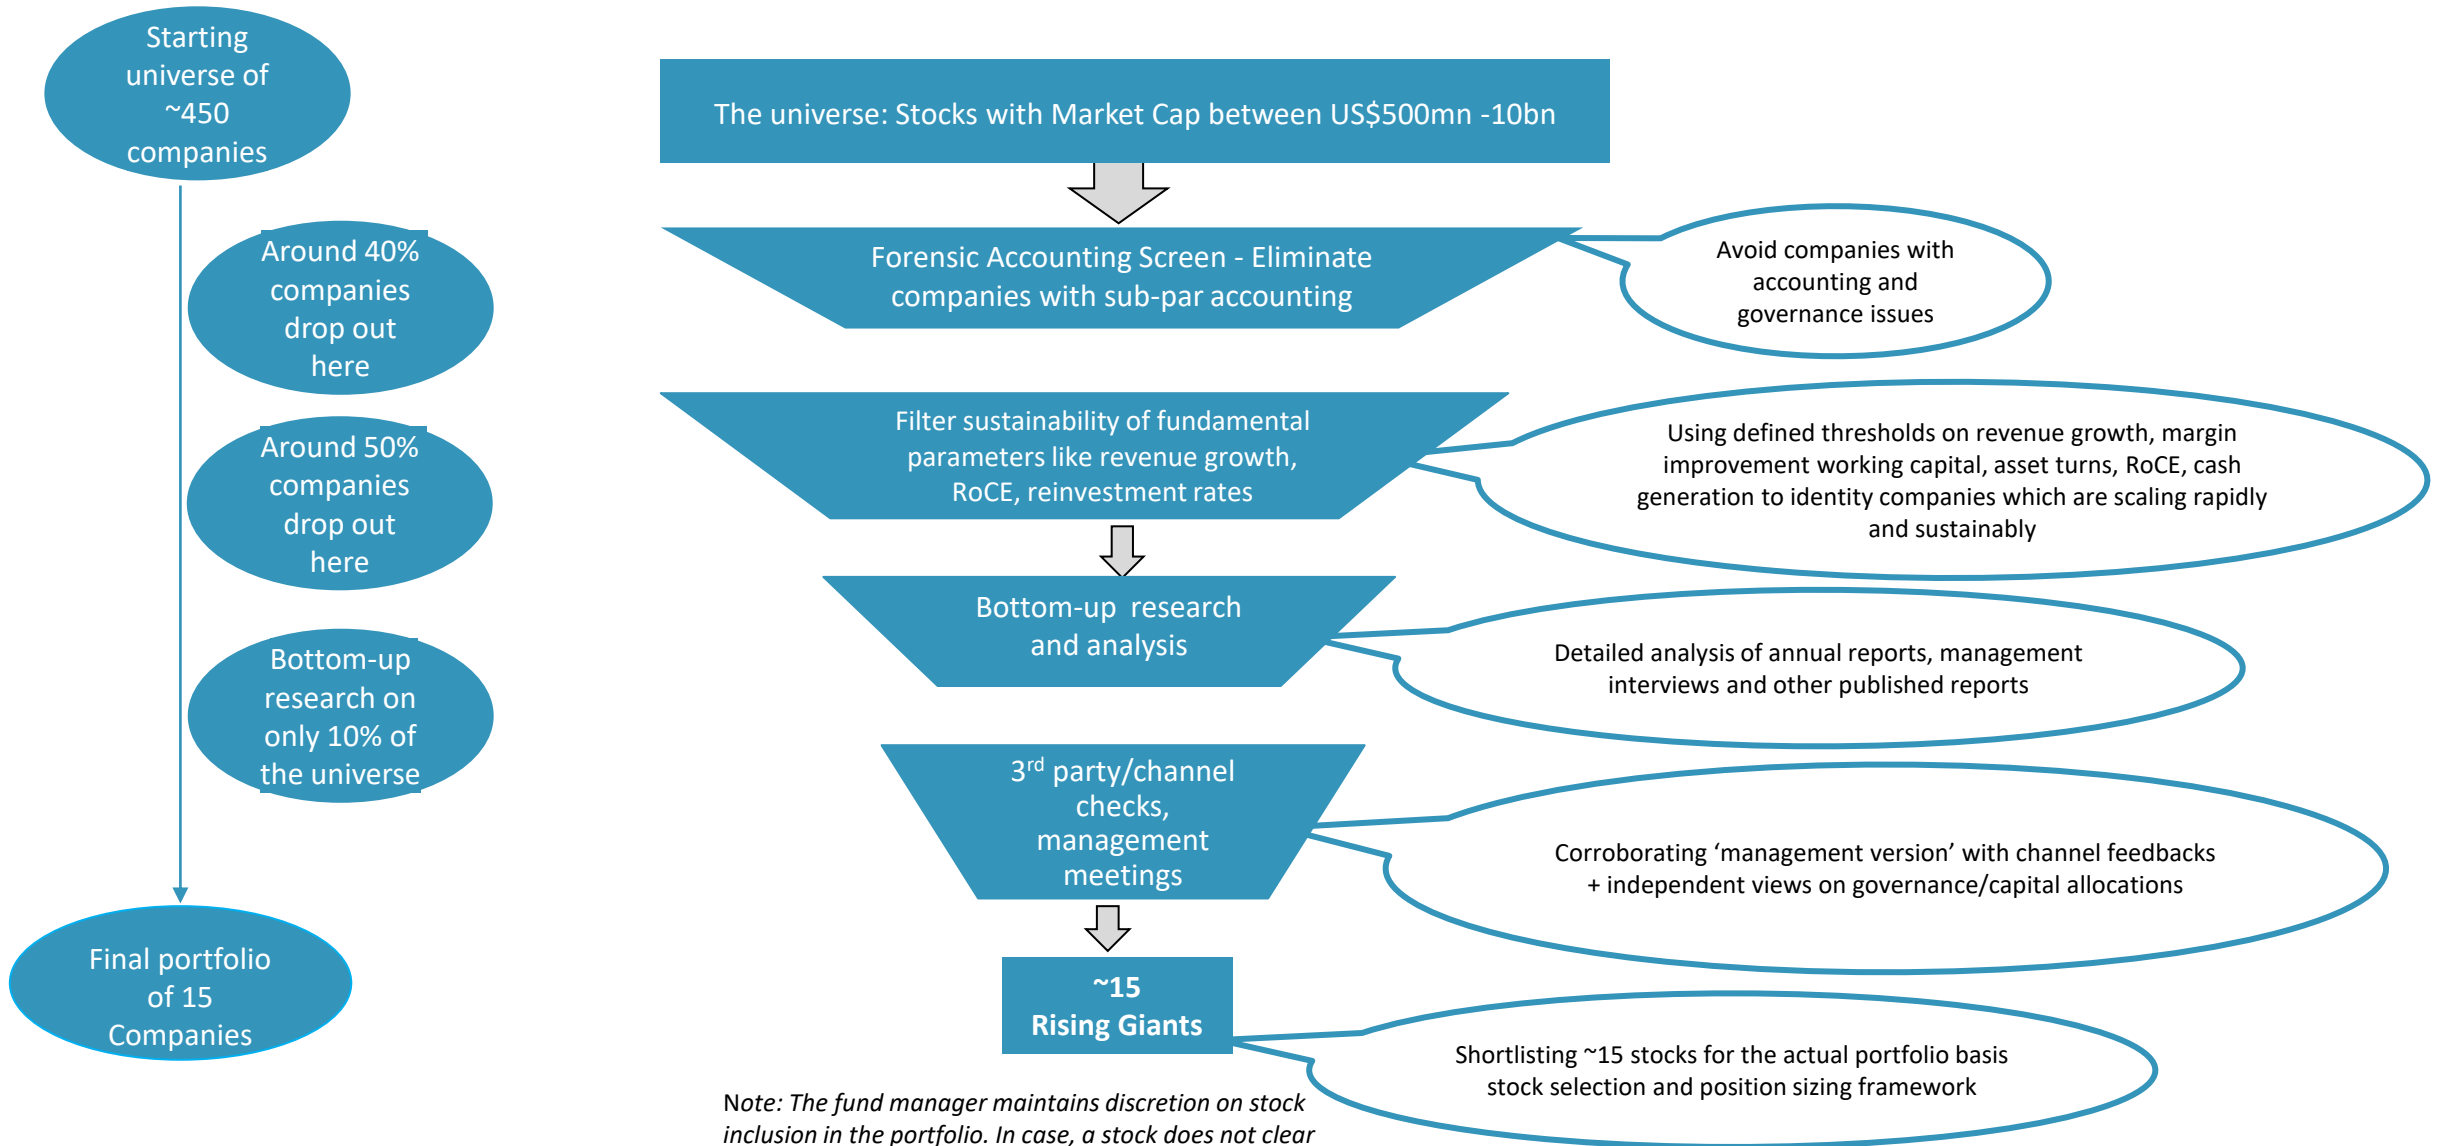 Starting
universe of
~450
companies
Around 40%
companies
drop out
here
Around 50%
companies
drop out
here
Bottom-up
research on
only 10% of
the universe
Final portfolio
of 15
Companies
The universe: Stocks with Market Cap between US$500mn -10bn
Forensic Accounting Screen - Eliminate
companies with sub-par accounting
Avoid companies with
accounting and
governance issues
Filter sustainability of fundamental
parameters like revenue growth,
RoCE, reinvestment rates
Using defined thresholds on revenue growth, margin
improvement working capital, asset turns, RoCE, cash
generation to identity companies which are scaling rapidly
and sustainably
Bottom-up research
and analysis
Detailed analysis of annual reports, management
interviews and other published reports
3rd party/channel
checks,
management
meetings
Corroborating ‘management version’ with channel feedbacks
+ independent views on governance/capital allocations
~15
Rising Giants
Shortlisting ~15 stocks for the actual portfolio basis
stock selection and position sizing framework
Note: The fund manager maintains discretion on stock
inclusion in the portfolio. In case, a stock does not clear